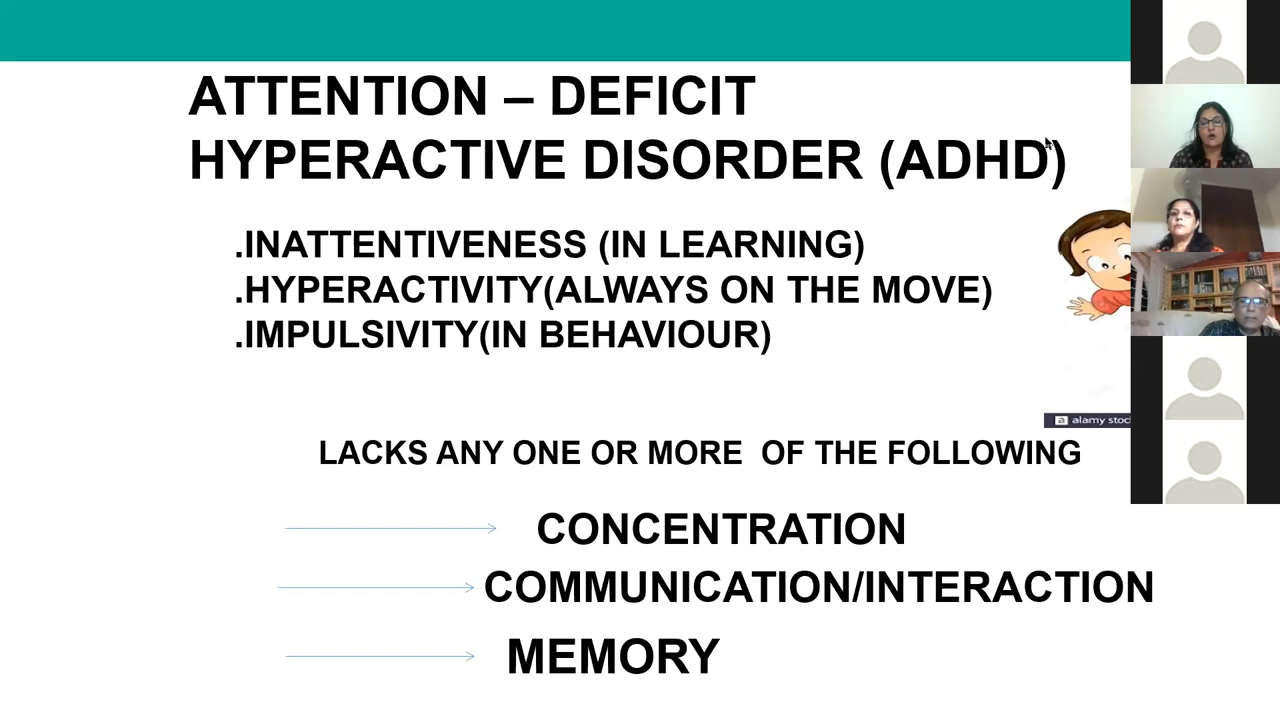 ATTENTION – DEFICIT
HYPERACTIVE DISORDER (ADHD)
.INATTENTIVENESS (IN LEARNING)
.HYPERACTIVITY(ALWAYS ON THE MOVE)
.IMPULSIVITY(IN BEHAVIOUR)
a alamy stoc
LACKS ANY ONE OR MORE OF THE FOLLOWING
CONCENTRATION
COMMUNICATION/INTERACTION
MEMORY